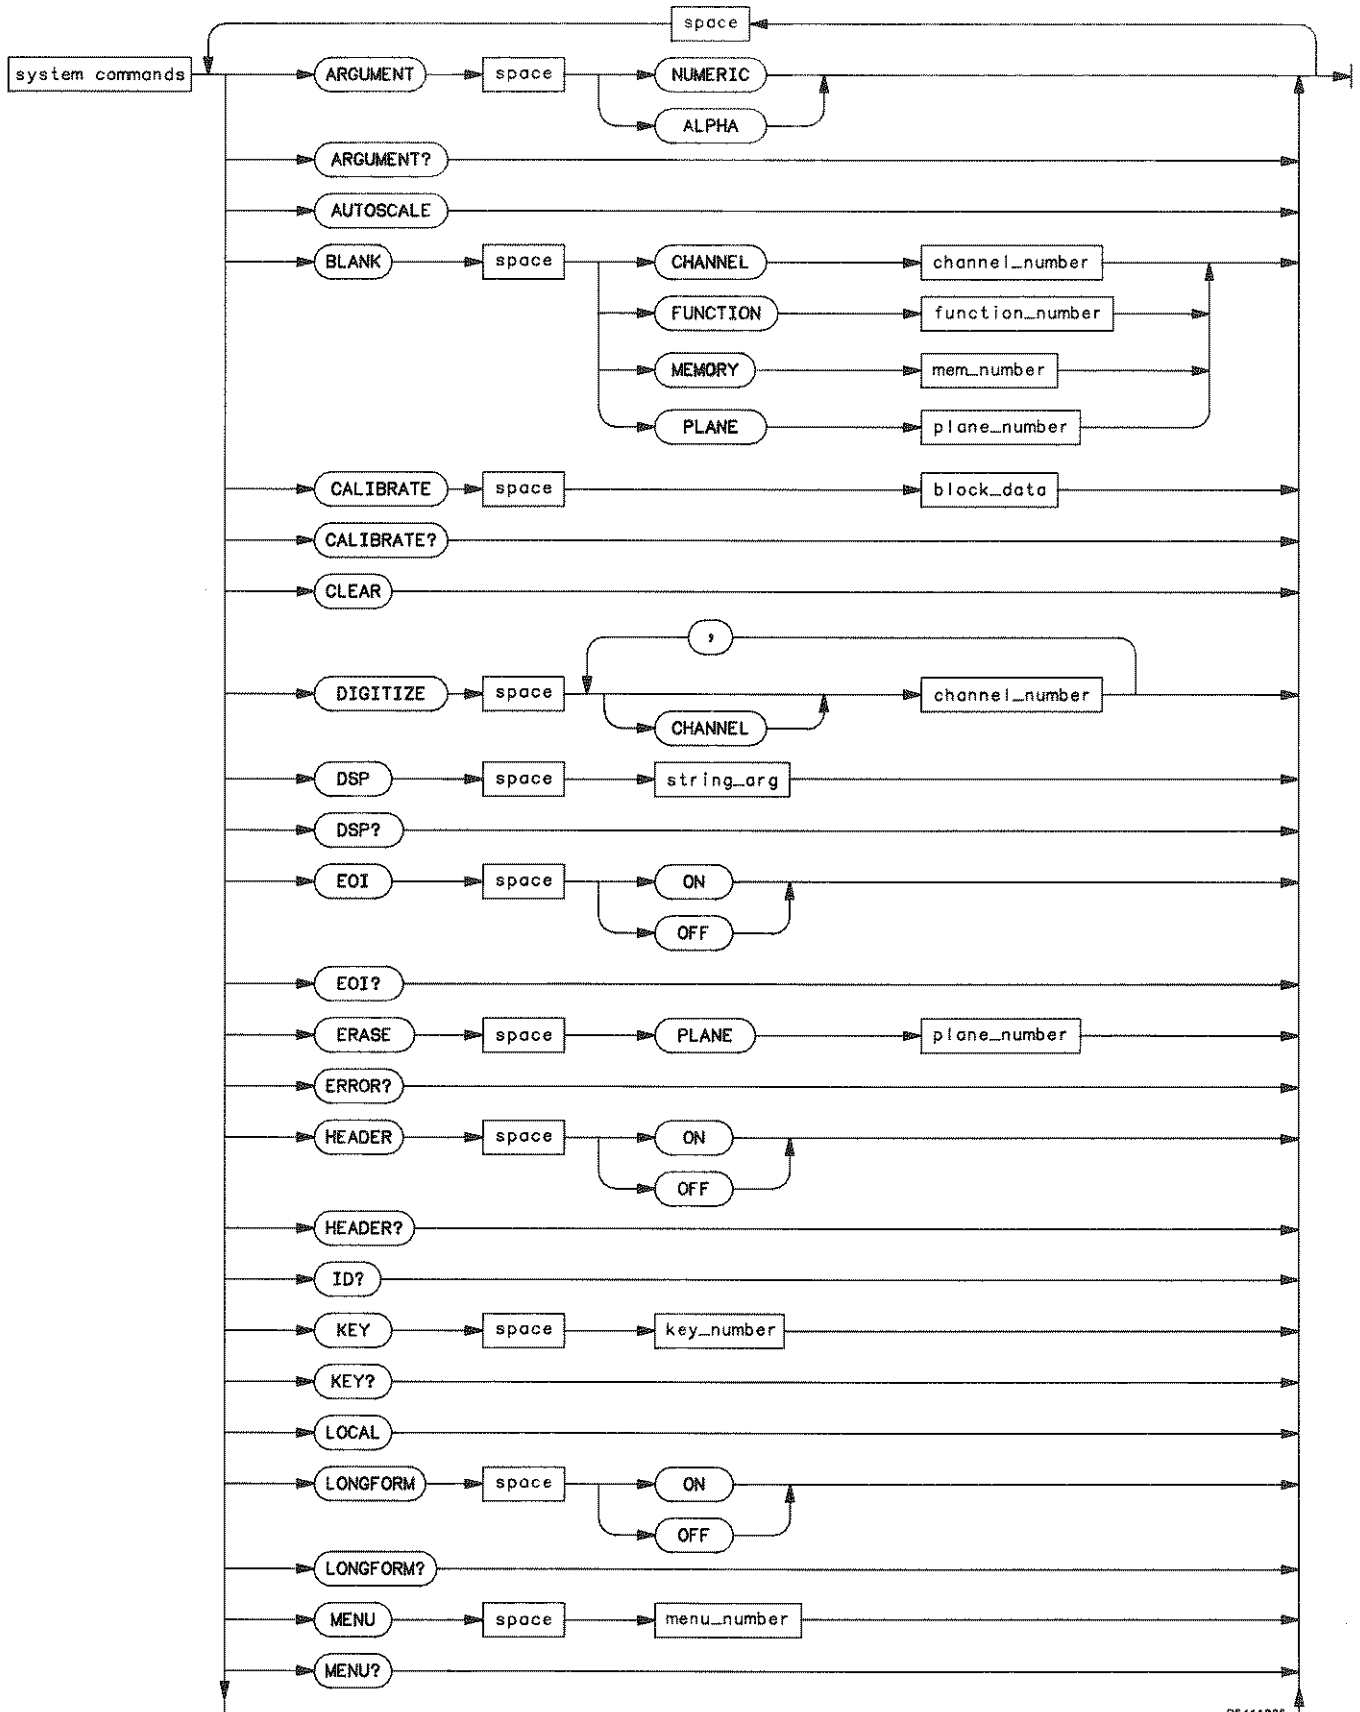 space
system commands ARGUMENT space NUMERIC
ALPHA
ARGUMENT?
AUTOSCALE
BLANK space CHANNEL channel_number
FUNCTION function_number
MEMORY mem_number
PLANE plane_number
CALIBRATE space block_data
CALIBRATE?
CLEAR
,
DIGITIZE space channel_number
CHANNEL
DSP space string_arg
DSP?
EOI space ON
OFF
EOI?
ERASE space PLANE plane_number
ERROR?
HEADER space ON
OFF
HEADER?
ID?
KEY space key_number
KEY?
LOCAL
LONGFORM space ON
OFF
LONGFORM?
MENU space menu_number
MENU?